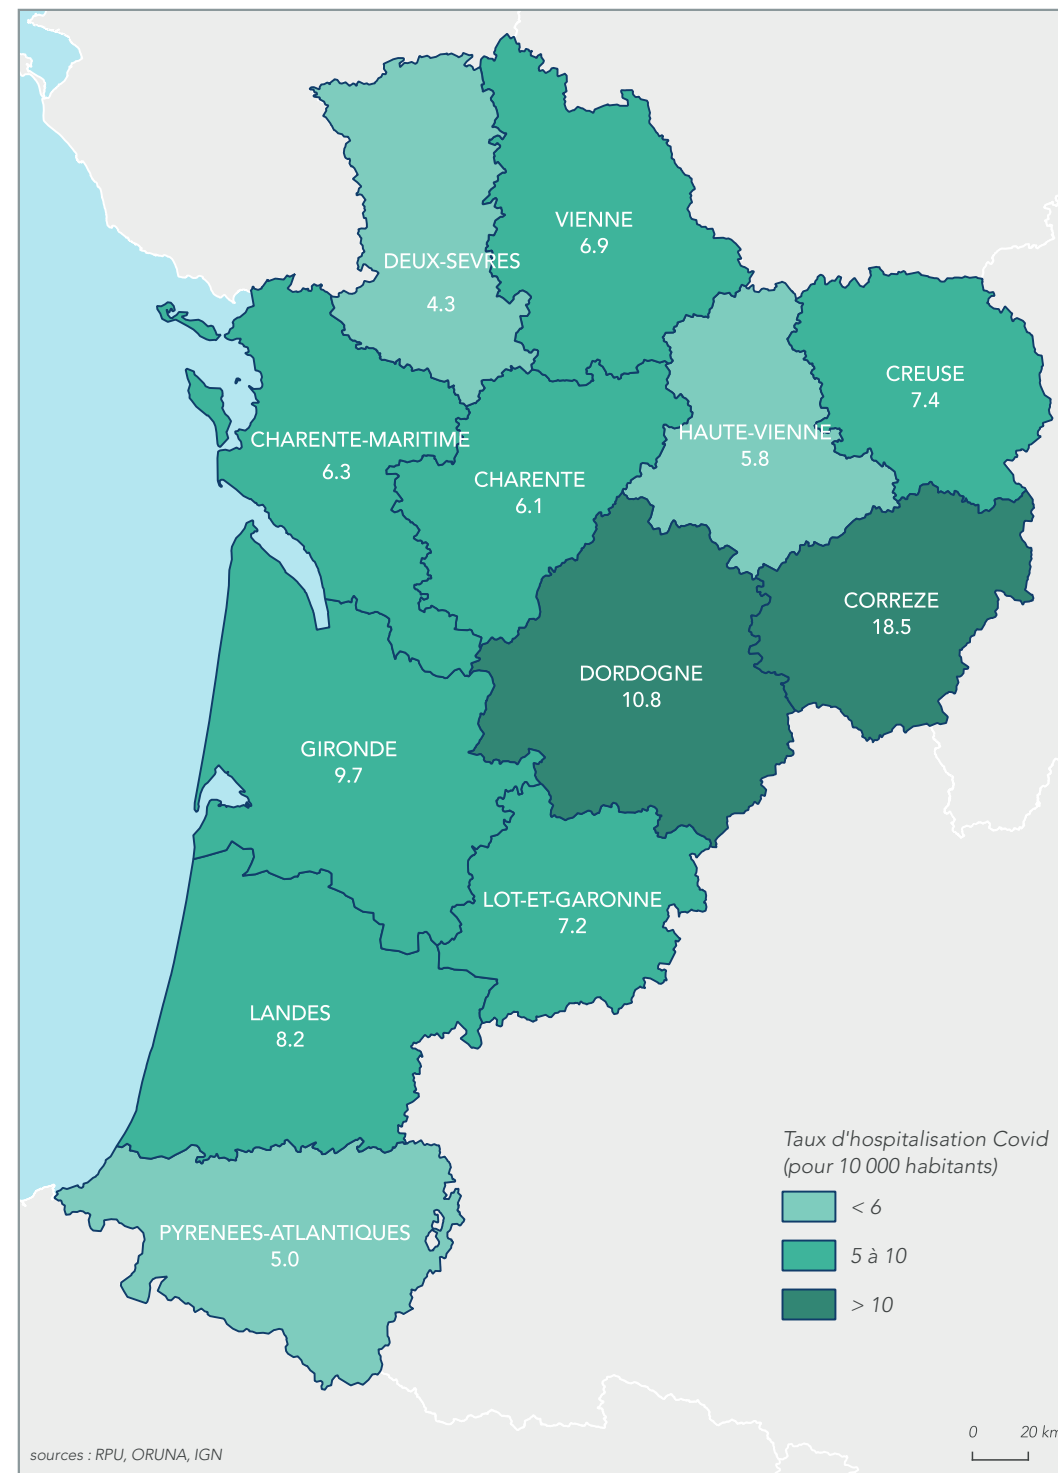 VIENNE
6.9
DEUX-SEVRES
4.3
CREUSE
7.4
HAUTE-VIENNE
5.8
CHARENTE-MARITIME
6.3
CHARENTE
6.1
CORREZE
18.5
DORDOGNE
10.8
GIRONDE
9.7
LOT-ET-GARONNE
7.2
LANDES
8.2
PYRENEES-ATLANTIQUES
5.0
Taux d'hospitalisation Covid
(pour 10 000 habitants)
< 6
5 à 10
> 10
0 20 km
sources : RPU, ORUNA, IGN